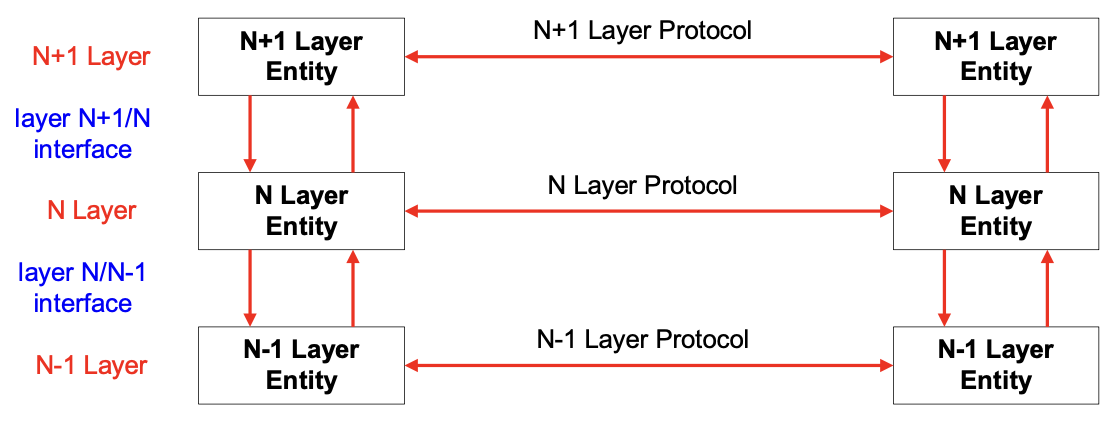 N+1 Layer
N+1 Layer
Entity
N+1 Layer Protocol
N+1 Layer
Entity
layer N+1/N
interface
N Layer
N Layer
Entity
N Layer Protocol
N Layer
Entity
layer N/N-1
interface
N-1 Layer
N-1 Layer
Entity
N-1 Layer Protocol
N-1 Layer
Entity